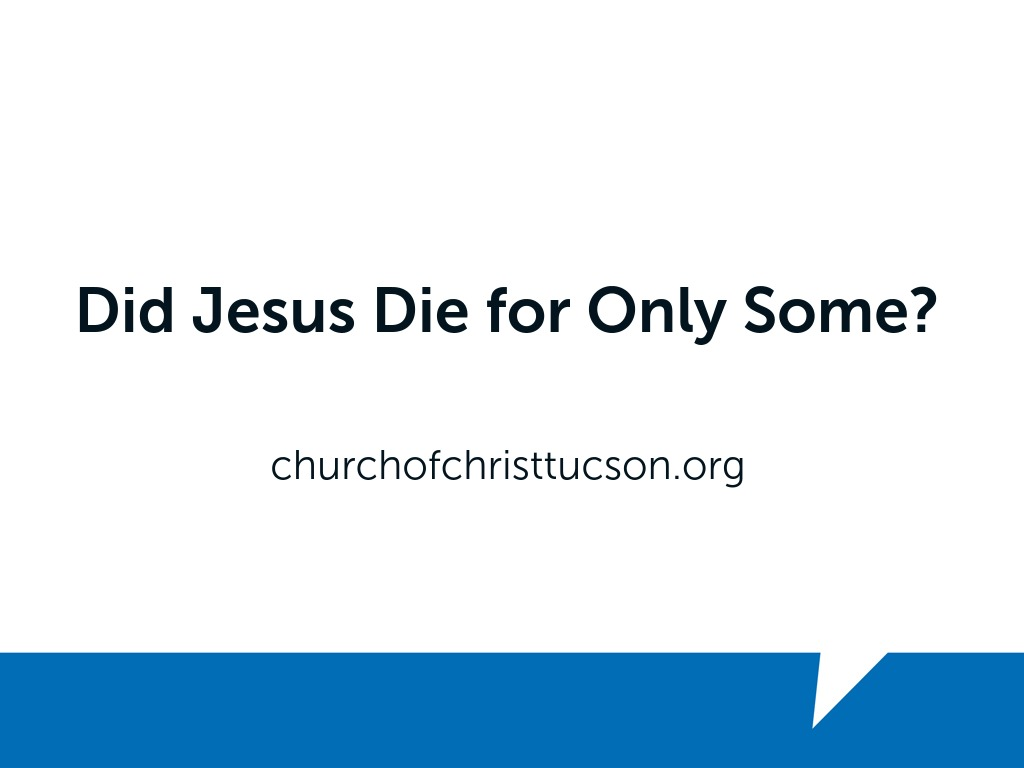 Did Jesus Die for Only Some?
churchofchristtucson.org